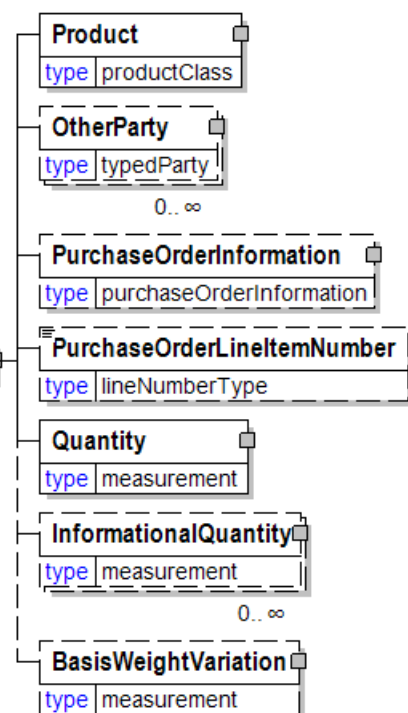 Product
type productClass
OtherParty
type typedParty
0.. ∞
PurchaseOrderInformation
type purchaseOrderInformation
PurchaseOrderLineItemNumber
type lineNumberType
Quantity
type measurement
InformationalQuantity
type measurement
0.. ∞
BasisWeightVariation
type measurement